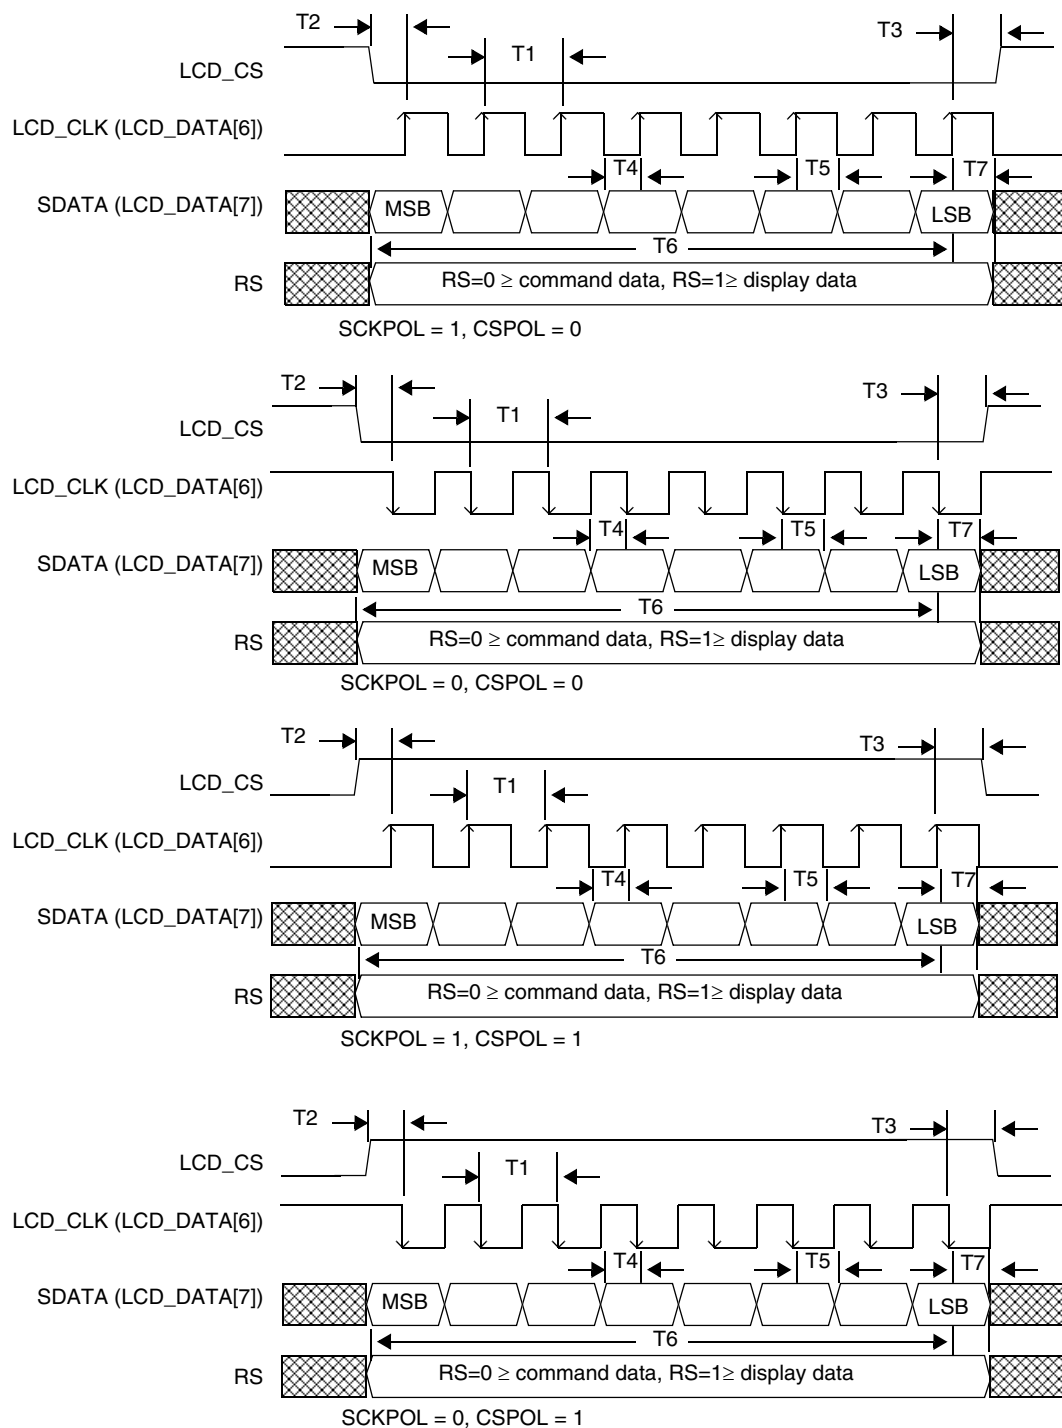 T2
T3
T1
LCD_CS
LCD_CLK (LCD_DATA[6])
T4
T5
T7
SDATA (LCD_DATA[7])
MSB
LSB
T6
RS
RS=0 ≥ command data, RS=1≥ display data
SCKPOL = 1, CSPOL = 0
T2
T3
T1
LCD_CS
LCD_CLK (LCD_DATA[6])
T4
T5
T7
SDATA (LCD_DATA[7])
MSB
LSB
T6
RS
RS=0 ≥ command data, RS=1≥ display data
SCKPOL = 0, CSPOL = 0
T2
T3
LCD_CS
T1
LCD_CLK (LCD_DATA[6])
T4
T5
T7
SDATA (LCD_DATA[7])
MSB
LSB
T6
RS
RS=0 ≥ command data, RS=1≥ display data
SCKPOL = 1, CSPOL = 1
T2
T3
LCD_CS
T1
LCD_CLK (LCD_DATA[6])
T4
T5
T7
SDATA (LCD_DATA[7])
MSB
LSB
T6
RS
RS=0 ≥ command data, RS=1≥ display data
SCKPOL = 0, CSPOL = 1